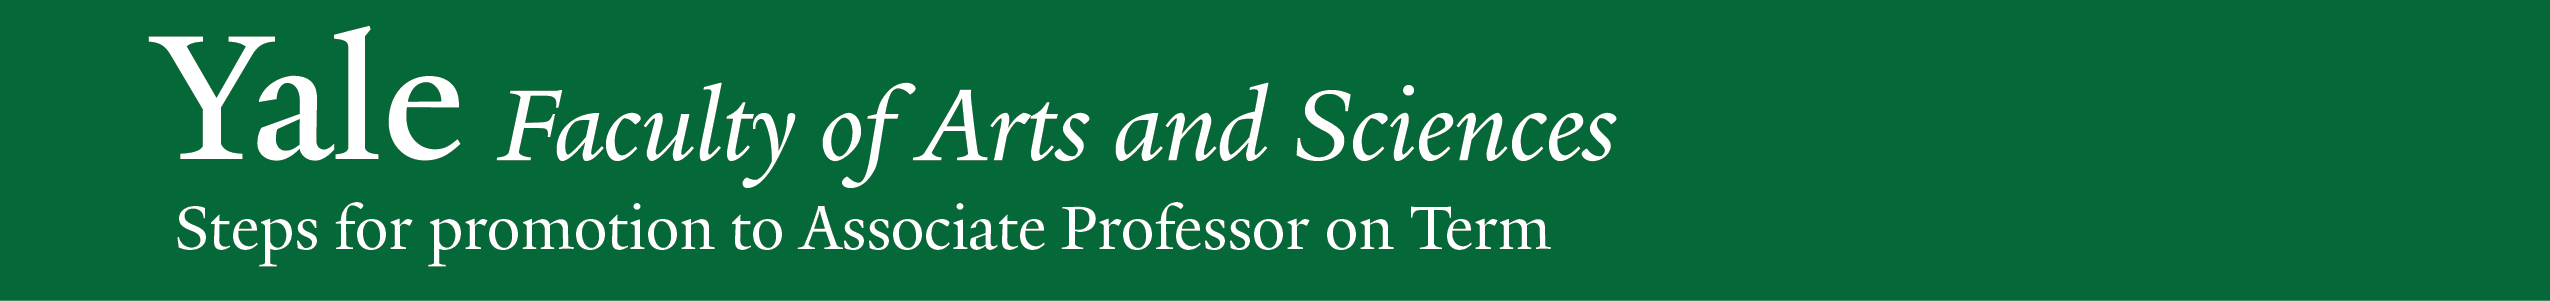 Yale Faculty of Arts and Sciences
Steps for promotion to Associate Professor on Term